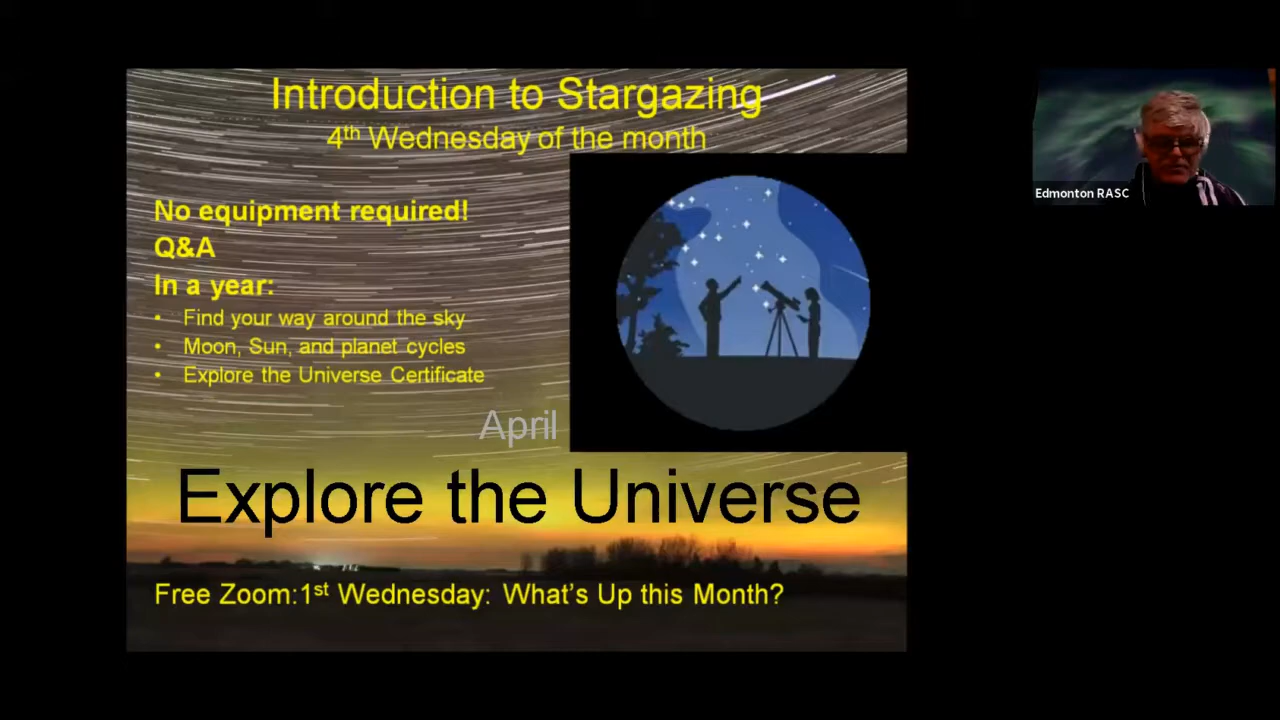 Introduction to Stargazing
4th Wednesday of the month
No equipment required!
Q&A
In a year:
• Find your way around the sky
• Moon, Sun, and planet cycles
• Explore the Universe Certificate
April
Explore the Universe
Free Zoom:1st Wednesday: What's Up this Month?
Edmonton RASC